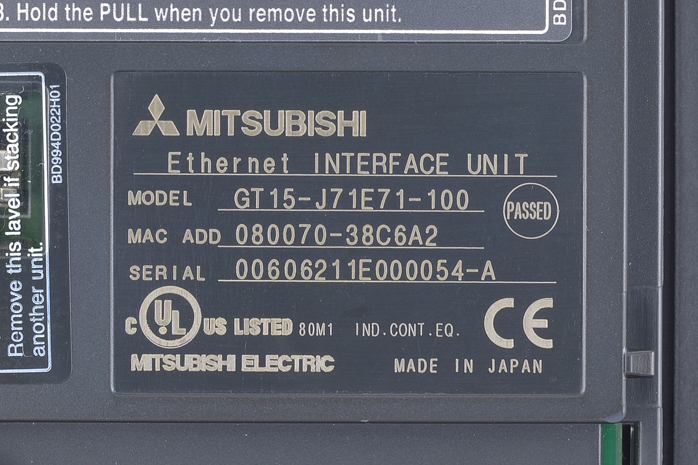 3. Hold the PULL when you remove this unit.
BD
Remove this lavel if stacking
another unit.
BD994D022H01
MITSUBISHI
Ethernet INTERFACE UNIT
MODEL GT15-J71E71-100
PASSED
MAC ADD 080070-38C6A2
SERIAL 00606211E000054-A
C UL US LISTED 80M1 IND.CONT.EQ. CE
MITSUBISHI ELECTRIC MADE IN JAPAN